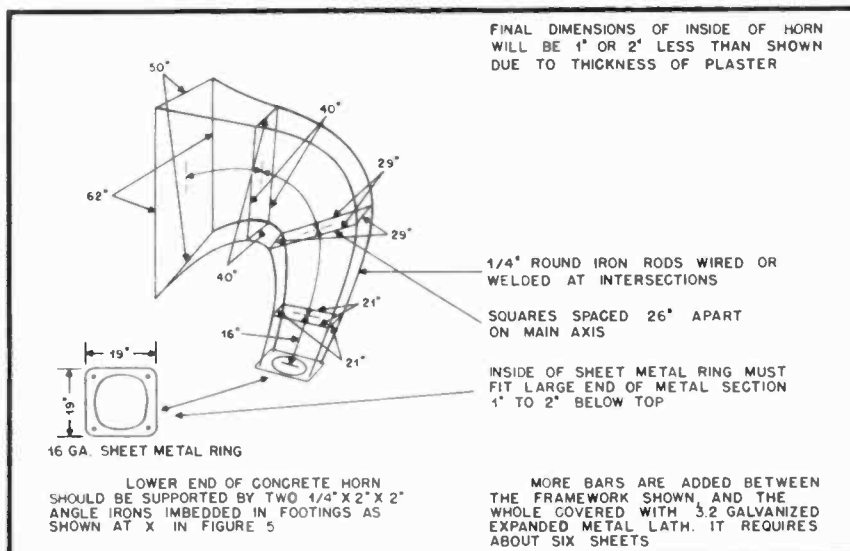 FINAL DIMENSIONS OF INSIDE OF HORN
WILL BE 1" OR 2" LESS THAN SHOWN
DUE TO THICKNESS OF PLASTER
50"
40"
29"
62"
29"
40"
1/4" ROUND IRON RODS WIRED OR
WELDED AT INTERSECTIONS
21"
SQUARES SPACED 26" APART
ON MAIN AXIS
16"
21"
19"
19"
INSIDE OF SHEET METAL RING MUST
FIT LARGE END OF METAL SECTION
1" TO 2" BELOW TOP
16 GA. SHEET METAL RING
LOWER END OF CONCRETE HORN
SHOULD BE SUPPORTED BY TWO 1/4" X 2" X 2"
ANGLE IRONS IMBEDDED IN FOOTINGS AS
SHOWN AT X IN FIGURE 5
MORE BARS ARE ADDED BETWEEN
THE FRAMEWORK SHOWN, AND THE
WHOLE COVERED WITH 3.2 GALVANIZED
EXPANDED METAL LATH. IT REQUIRES
ABOUT SIX SHEETS